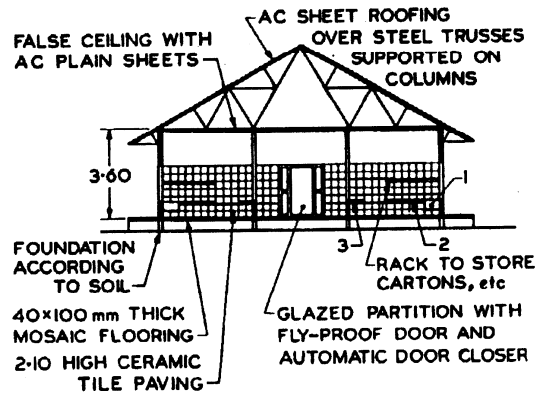 AC SHEET ROOFING
OVER STEEL TRUSSES
SUPPORTED ON
COLUMNS
FALSE CEILING WITH
AC PLAIN SHEETS
3·60
1
3
2
FOUNDATION
ACCORDING
TO SOIL
RACK TO STORE
CARTONS, etc
40×100 mm THICK
MOSAIC FLOORING
GLAZED PARTITION WITH
FLY-PROOF DOOR AND
AUTOMATIC DOOR CLOSER
2·10 HIGH CERAMIC
TILE PAVING